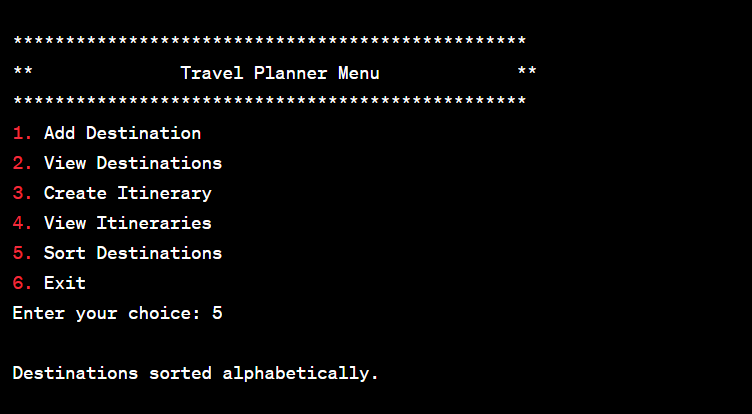 *************************************************
**              Travel Planner Menu             **
*************************************************
1. Add Destination
2. View Destinations
3. Create Itinerary
4. View Itineraries
5. Sort Destinations
6. Exit
Enter your choice: 5
Destinations sorted alphabetically.